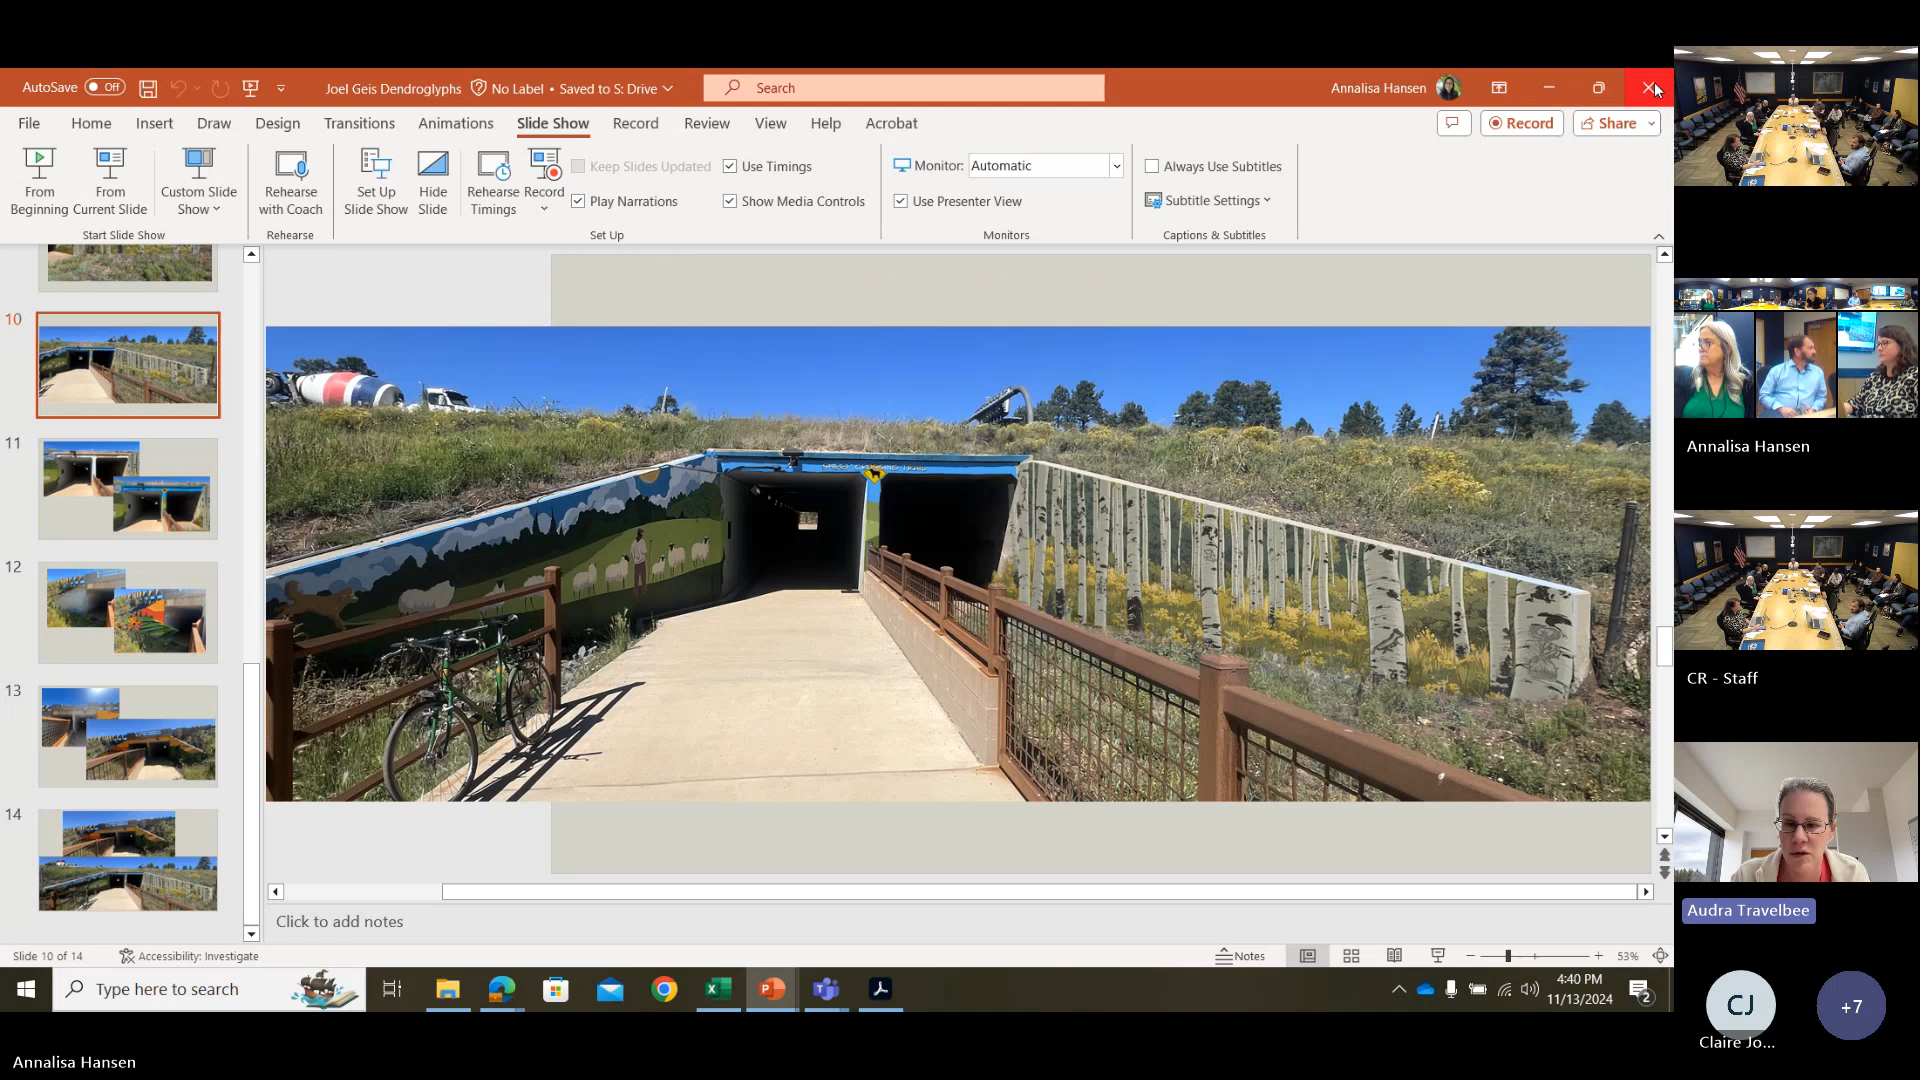 AutoSave Off
Joel Geis Dendroglyphs No Label • Saved to S: Drive
Search
Annalisa Hansen
File Home Insert Draw Design Transitions Animations Slide Show Record Review View Help Acrobat
Record
Share
From Beginning
From Current Slide
Custom Slide Show
Rehearse with Coach
Set Up Slide Show
Hide Slide
Rehearse Timings
Record
Keep Slides Updated
Use Timings
Play Narrations
Show Media Controls
Monitor: Automatic
Use Presenter View
Always Use Subtitles
Subtitle Settings
Start Slide Show
Rehearse
Set Up
Monitors
Captions & Subtitles
10
11
12
13
14
Click to add notes
Slide 10 of 14
Accessibility: Investigate
Notes
53%
Type here to search
4:40 PM
11/13/2024
2
Annalisa Hansen
Annalisa Hansen
CR - Staff
Audra Travelbee
CJ
Claire Jo...
+7